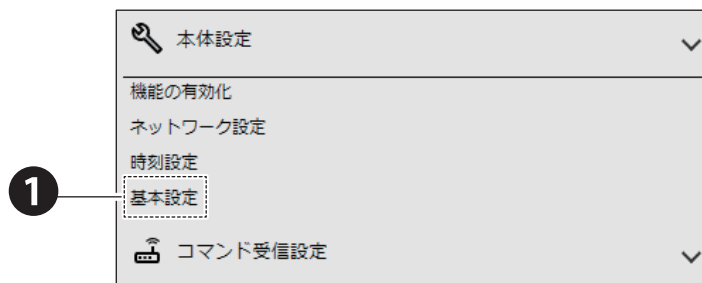 本体設定
機能の有効化
ネットワーク設定
時刻設定
1
基本設定
コマンド受信設定